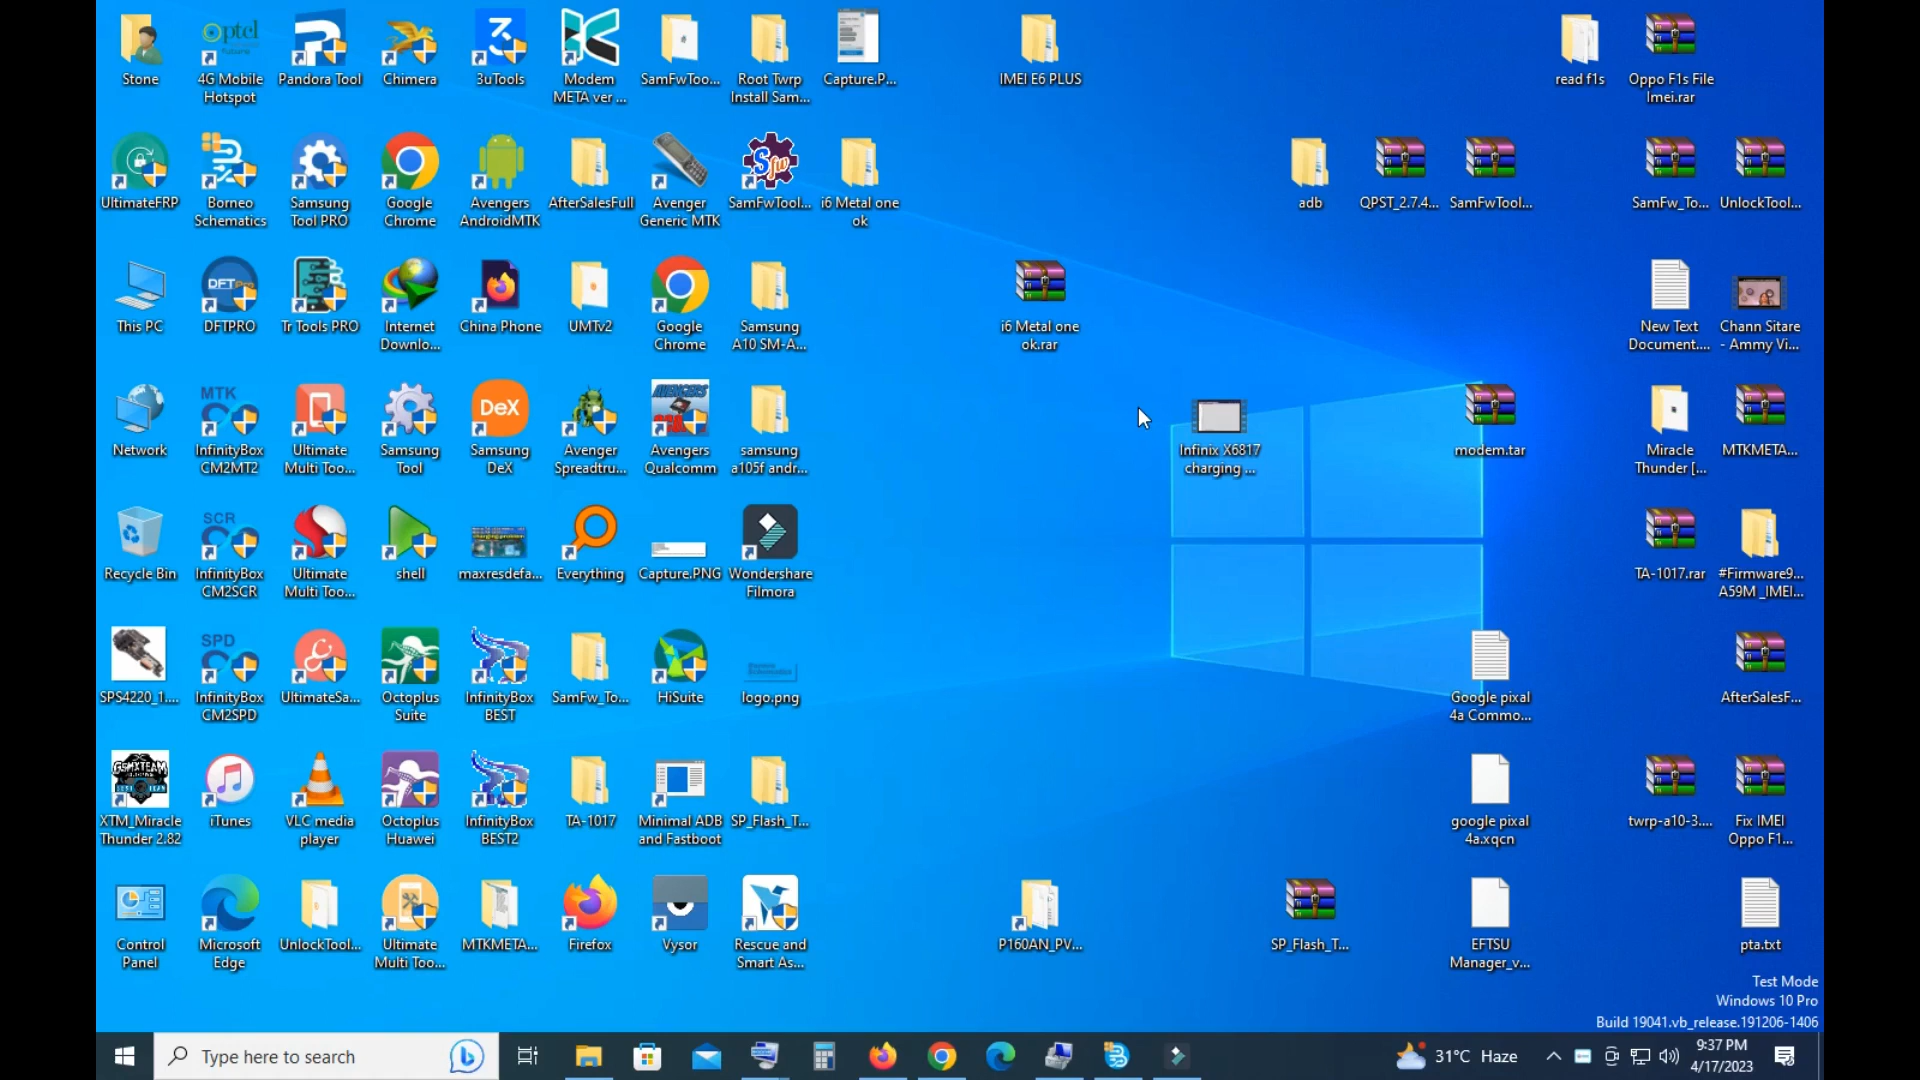 Stone
4G Mobile
Hotspot
Pandora Tool
Chimera
3uTools
Modem
META ver ...
SamFwToo...
Root Twrp
Install Sam...
Capture.P...
IMEI E6 PLUS
read f1s
Oppo F1s File
Imei.rar
UltimateFRP
Borneo
Schematics
Samsung
Tool PRO
Google
Chrome
Avengers
AndroidMTK
AfterSalesFull
Avenger
Generic MTK
SamFwTool...
i6 Metal one
ok
adb
QPST_2.7.4...
SamFwTool...
SamFw_To...
UnlockTool...
This PC
DFTPRO
Tr Tools PRO
Internet
Downlo...
China Phone
UMTv2
Google
Chrome
Samsung
A10 SM-A...
i6 Metal one
ok.rar
New Text
Document....
Chann Sitare
- Ammy Vi...
Network
InfinityBox
CM2MT2
Ultimate
Multi Too...
Samsung
Tool
Samsung
DeX
Avenger
Spreadtru...
Avengers
Qualcomm
samsung
a105f andr...
Infinix X6817
charging ...
modem.tar
Miracle
Thunder [...
MTKMETA...
Recycle Bin
InfinityBox
CM2SCR
Ultimate
Multi Too...
shell
maxresdefa...
Everything
Capture.PNG
Wondershare
Filmora
TA-1017.rar
#Firmware9...
A59M _IMEI...
SPS4220_1....
InfinityBox
CM2SPD
UltimateSa...
Octoplus
Suite
InfinityBox
BEST
SamFw_To...
HiSuite
logo.png
Google pixal
4a Commo...
AfterSalesF...
XTM_Miracle
Thunder 2.82
iTunes
VLC media
player
Octoplus
Huawei
InfinityBox
BEST2
TA-1017
Minimal ADB
and Fastboot
SP_Flash_T...
google pixal
4a.xqcn
twrp-a10-3....
Fix IMEI
Oppo F1...
Control
Panel
Microsoft
Edge
UnlockTool...
Ultimate
Multi Too...
MTKMETA...
Firefox
Vysor
Rescue and
Smart As...
P160AN_PV...
SP_Flash_T...
EFTSU
Manager_v...
pta.txt
Test Mode
Windows 10 Pro
Build 19041.vb_release.191206-1406
Type here to search
31°C Haze
9:37 PM
4/17/2023